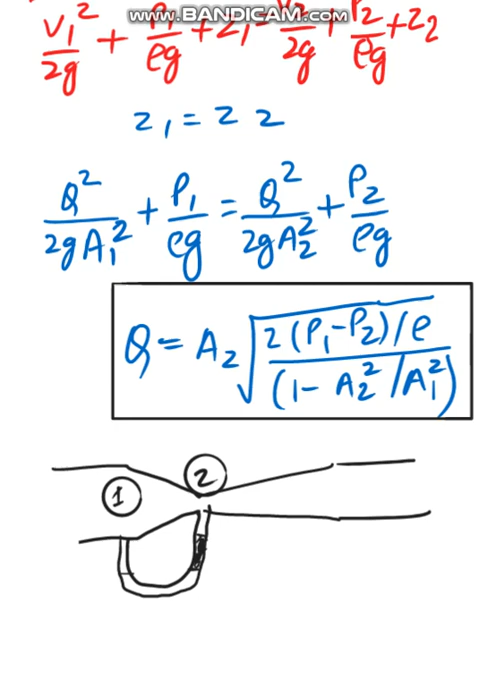 WWW.BANDICAM.COM
V₁²/2g + P₁/ρg + Z₁ = V₂²/2g + P₂/ρg + Z₂
Z₁ = Z₂
Q²/2gA₁² + P₁/ρg = Q²/2gA₂² + P₂/ρg
Q = A₂ √(2(P₁-P₂)/ρ / (1 - A₂²/A₁²))
2
1